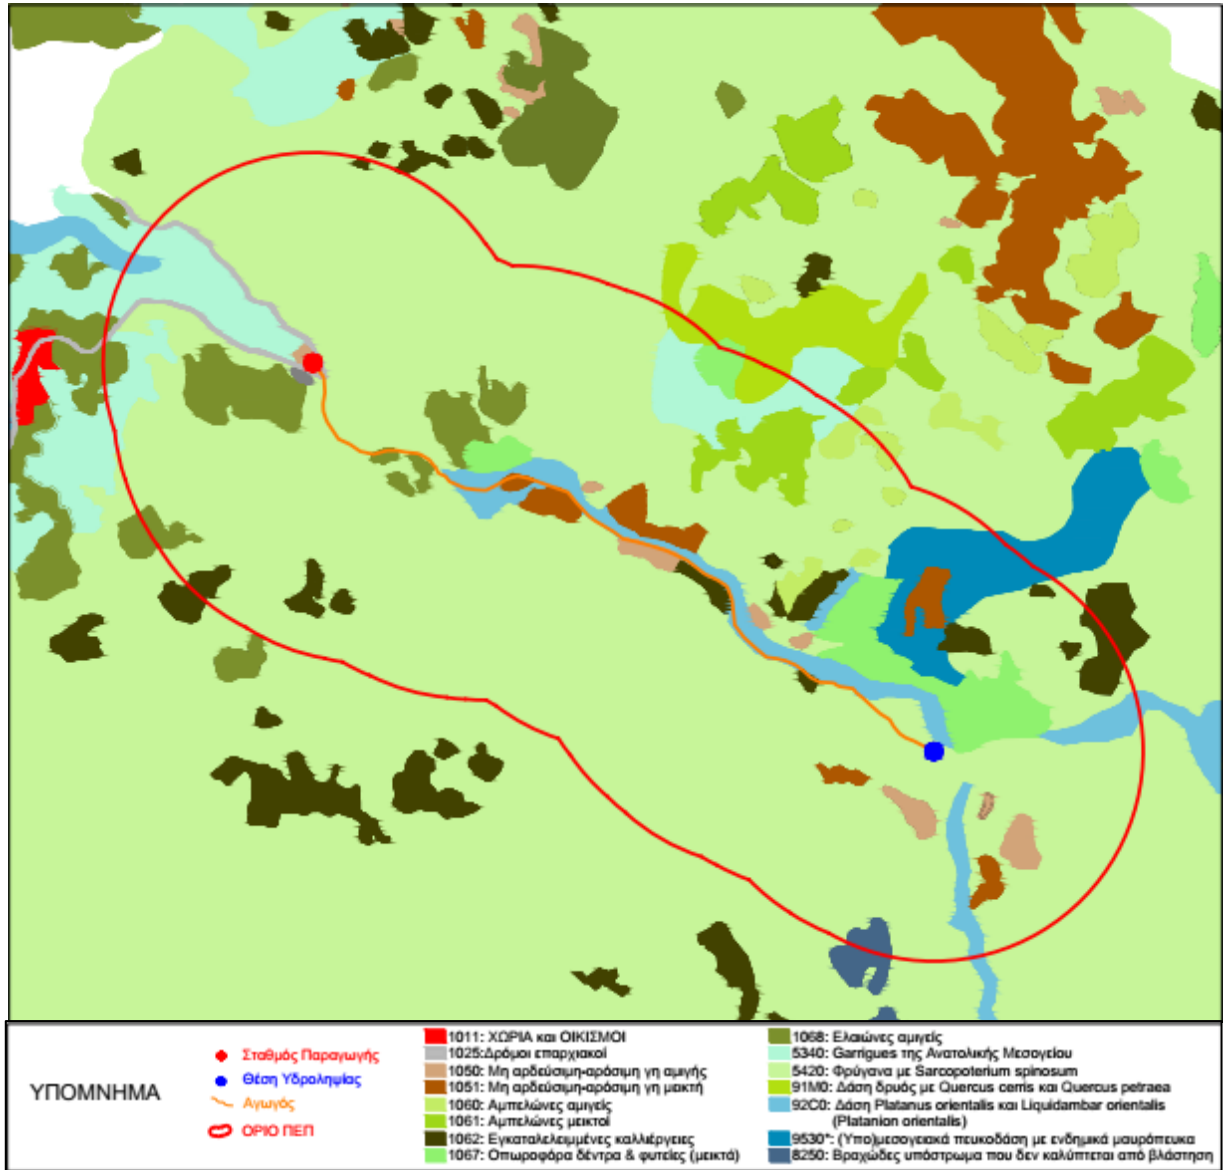 ΥΠΟΜΝΗΜΑ
Σταθμός Παραγωγής
Θέση Υδροληψίας
Αγωγός
ΟΡΙΟ ΠΕΠ
1011: ΧΩΡΙΑ και ΟΙΚΙΣΜΟΙ
1025:Δρόμοι επαρχιακοί
1050: Μη αρδεύσιμη-αρόσιμη γη αμιγής
1051: Μη αρδεύσιμη-αρόσιμη γη μεικτή
1060: Αμπελώνες αμιγείς
1061: Αμπελώνες μεικτοί
1062: Εγκαταλελειμμένες καλλιέργειες
1067: Οπωροφόρα δέντρα & φυτείες (μεικτά)
1068: Ελαιώνες αμιγείς
5340: Garrigues της Ανατολικής Μεσογείου
5420: Φρύγανα με Sarcopoterium spinosum
91M0: Δάση δρυός με Quercus cerris και Quercus petraea
92C0: Δάση Platanus orientalis και Liquidambar orientalis
(Platanion orientalis)
9530*: (Υπο)μεσογειακά πευκοδάση με ενδημικά μαυρόπευκα
8250: Βραχώδες υπόστρωμα που δεν καλύπτεται από βλάστηση